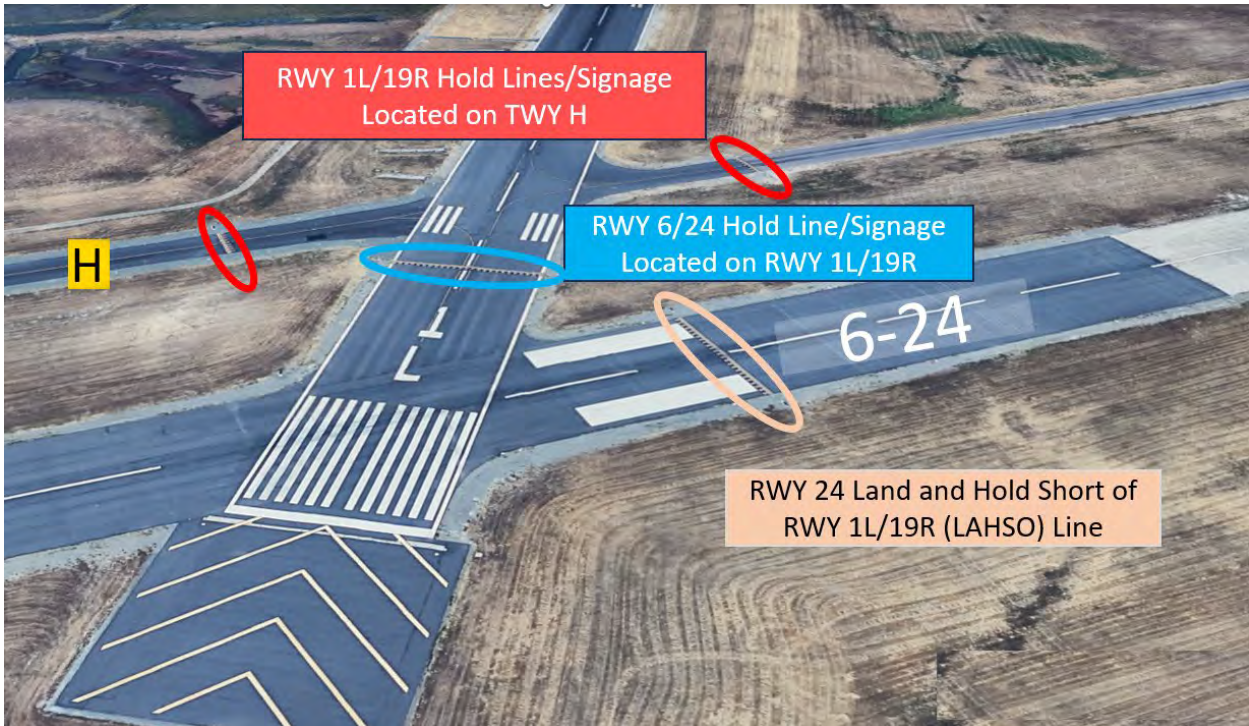 RWY 1L/19R Hold Lines/Signage
Located on TWY H
RWY 6/24 Hold Line/Signage
Located on RWY 1L/19R
H
6-24
1
L
RWY 24 Land and Hold Short of
RWY 1L/19R (LAHSO) Line